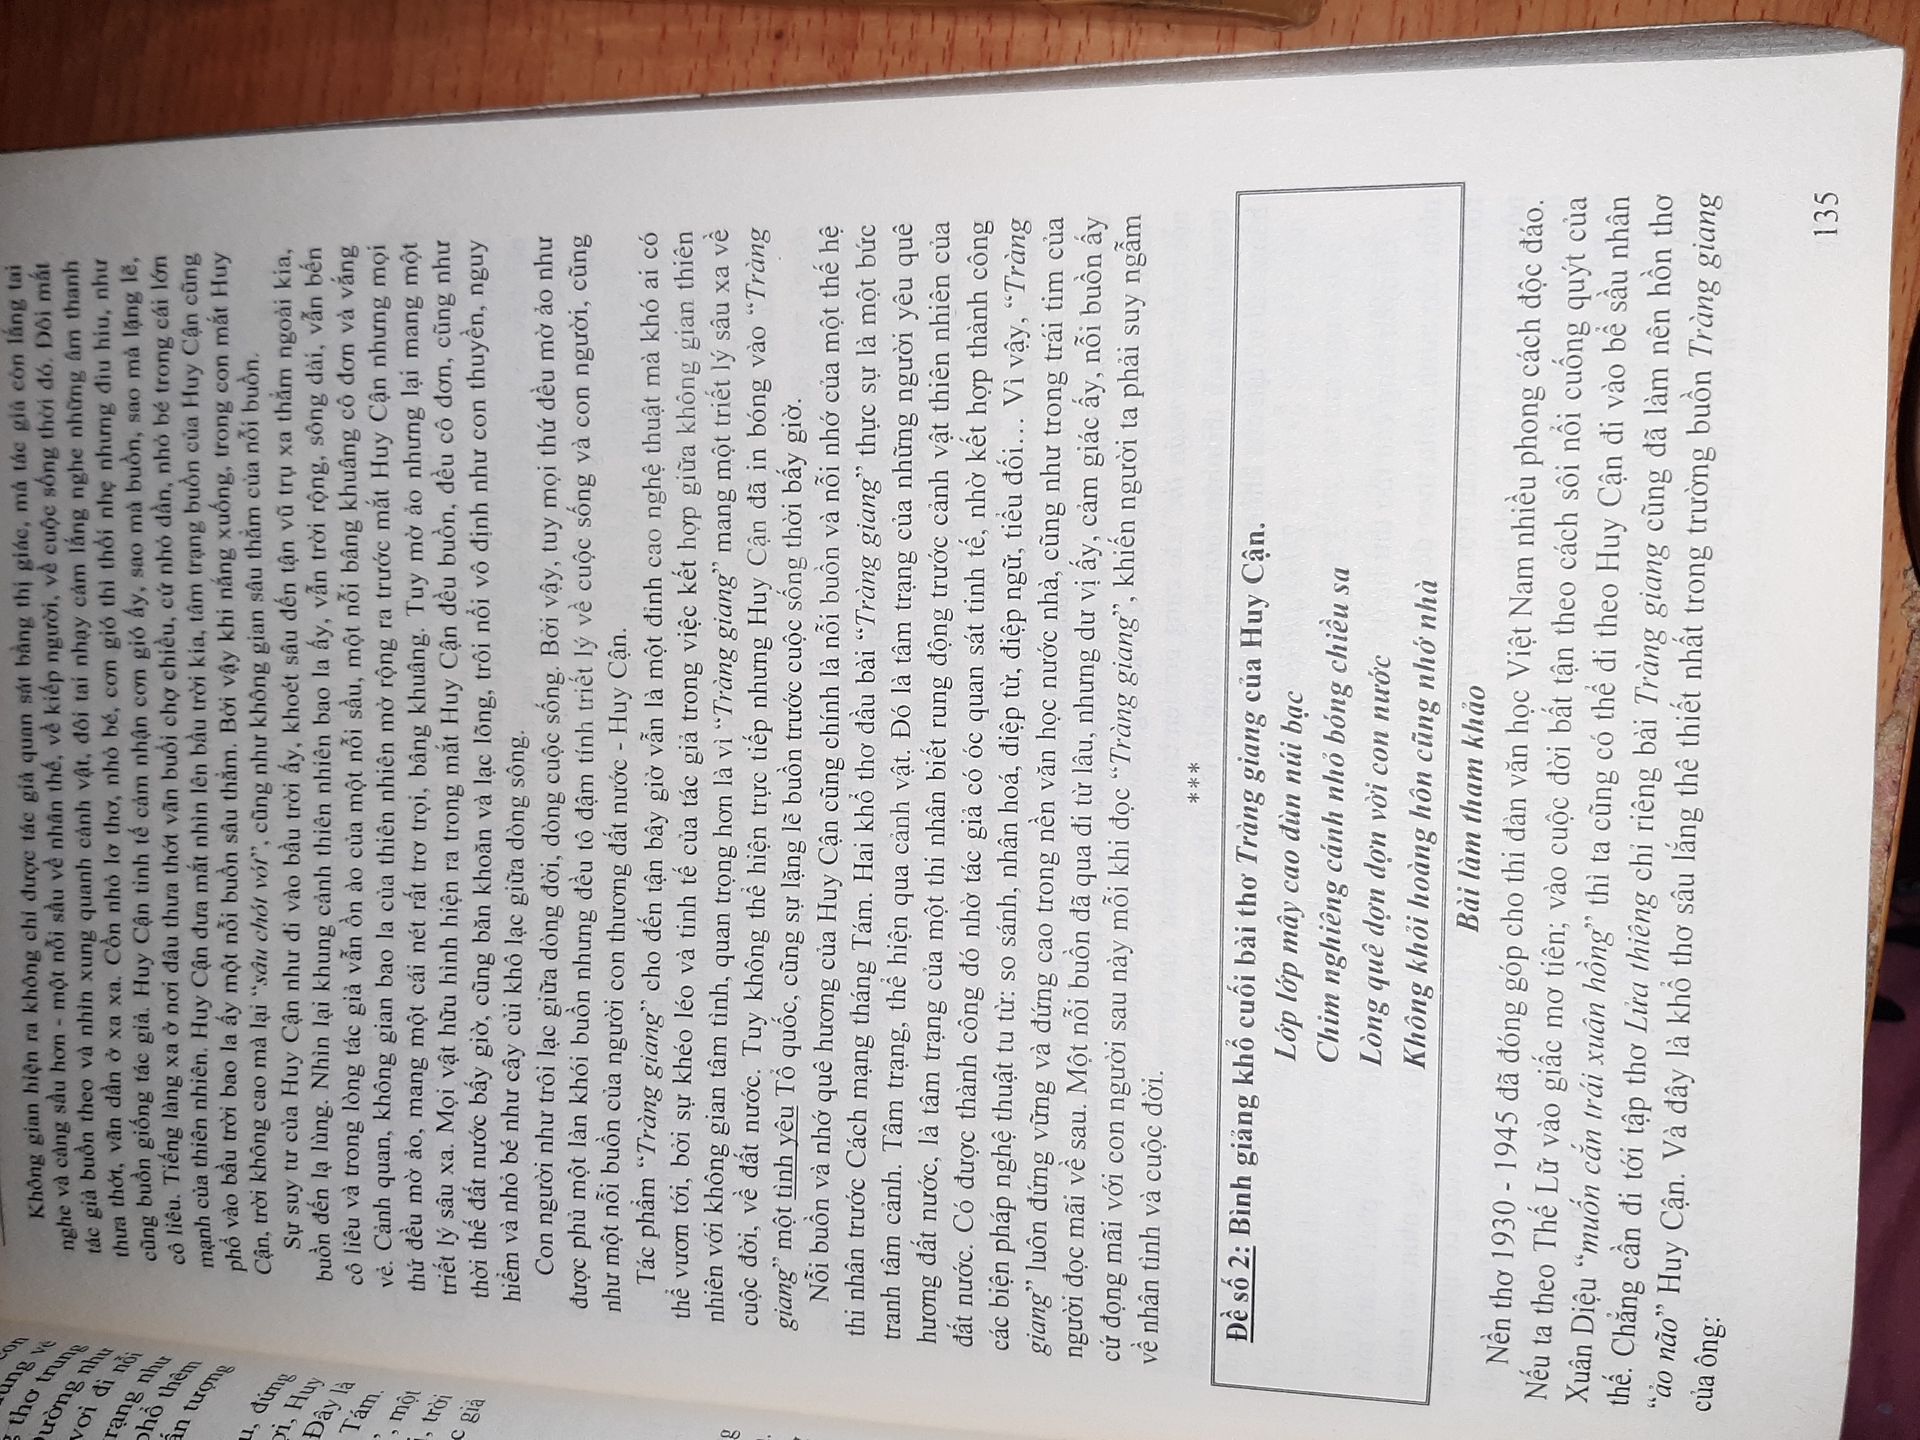 Không gian hiện ra không chỉ được tác giả quan sát bằng thị giác, mà tác giả còn lắng tai
nghe và càng sầu hơn - một nỗi sầu về nhân thế, về kiếp người, về cuộc sống thời đó. Đôi mắt
tác giả buồn theo và nhìn xung quanh cảnh vật, đôi tai nhạy cảm lắng nghe những âm thanh
thưa thớt, văn dần ở xa xa. Cồn nhỏ lơ thơ, nhỏ bé, cơn gió thì thổi nhẹ nhưng đìu hiu, như
cũng buồn giống tác giả. Huy Cận tinh tế cảm nhận cơn gió ấy, sao mà buồn, sao mà lặng lẽ,
cô liêu. Tiếng làng xa ở nơi đâu thưa thớt vãn buổi chợ chiều, cứ nhỏ dần, nhỏ bé trong cái lớn
mạnh của thiên nhiên. Huy Cận đưa mắt nhìn lên bầu trời kia, tâm trạng buồn của Huy Cận cũng
phổ vào bầu trời bao la ấy một nỗi buồn sâu thẳm. Bởi vậy khi nắng xuống, trong con mắt Huy
Cận, trời không cao mà lại “sâu chót vót”, cũng như không gian sâu thẳm của nỗi buồn.
Sự suy tư của Huy Cận như đi vào bầu trời ấy, khoét sâu đến tận vũ trụ xa thẳm ngoài kia,
buồn đến lạ lùng. Nhìn lại khung cảnh thiên nhiên bao la ấy, vẫn trời rộng, sông dài, vẫn bến
cô liêu và trong lòng tác giả vẫn ồn ào của một nỗi sầu, một nỗi bâng khuâng cô đơn và vắng
vẻ. Cảnh quan, không gian bao la của thiên nhiên mở rộng ra trước mắt Huy Cận nhưng mọi
thứ đều mờ ảo, mang một cái nét rất trơ trọi, bâng khuâng. Tuy mờ ảo nhưng lại mang một
triết lý sâu xa. Mọi vật hữu hình hiện ra trong mắt Huy Cận đều buồn, đều cô đơn, cũng như
thời thế đất nước bấy giờ, cũng băn khoăn và lạc lõng, trôi nổi vô định như con thuyền, nguy
hiểm và nhỏ bé như cây củi khô lạc giữa dòng sông.
Con người như trôi lạc giữa dòng đời, dòng cuộc sống. Bởi vậy, tuy mọi thứ đều mờ ảo như
được phủ một làn khói buồn nhưng đều tô đậm tính triết lý về cuộc sống và con người, cũng
như một nỗi buồn của người con thương đất nước - Huy Cận.
Tác phẩm “Tràng giang” cho đến tận bây giờ vẫn là một đỉnh cao nghệ thuật mà khó ai có
thể vươn tới, bởi sự khéo léo và tinh tế của tác giả trong việc kết hợp giữa không gian thiên
nhiên với không gian tâm tình, quan trọng hơn là vì “Tràng giang” mang một triết lý sâu xa về
cuộc đời, về đất nước. Tuy không thể hiện trực tiếp nhưng Huy Cận đã in bóng vào “Tràng
giang” một tình yêu Tổ quốc, cũng sự lặng lẽ buồn trước cuộc sống thời bấy giờ.
Nỗi buồn và nhớ quê hương của Huy Cận cũng chính là nỗi buồn và nỗi nhớ của một thế hệ
thi nhân trước Cách mạng tháng Tám. Hai khổ thơ đầu bài “Tràng giang” thực sự là một bức
tranh tâm cảnh. Tâm trạng, thể hiện qua cảnh vật. Đó là tâm trạng của những người yêu quê
hương đất nước, là tâm trạng của một thi nhân biết rung động trước cảnh vật thiên nhiên của
đất nước. Có được thành công đó nhờ tác giả có óc quan sát tinh tế, nhờ kết hợp thành công
các biện pháp nghệ thuật tu từ: so sánh, nhân hoá, điệp từ, điệp ngữ, tiểu đối... Vì vậy, “Tràng
giang” luôn đứng vững và đứng cao trong nền văn học nước nhà, cũng như trong trái tim của
người đọc mãi về sau. Một nỗi buồn đã qua đi từ lâu, nhưng dư vị ấy, cảm giác ấy, nỗi buồn ấy
cứ đọng mãi với con người sau này mỗi khi đọc “Tràng giang”, khiến người ta phải suy ngẫm
về nhân tình và cuộc đời.
***
Đề số 2: Bình giảng khổ cuối bài thơ Tràng giang của Huy Cận.
Lớp lớp mây cao đùn núi bạc
Chim nghiêng cánh nhỏ bóng chiều sa
Lòng quê dợn dợn vời con nước
Không khói hoàng hôn cũng nhớ nhà
Bài làm tham khảo
Nền thơ 1930 - 1945 đã đóng góp cho thi đàn văn học Việt Nam nhiều phong cách độc đáo.
Nếu ta theo Thế Lữ vào giấc mơ tiên; vào cuộc đời bất tận theo cách sôi nổi cuống quýt của
Xuân Diệu “muốn cắn trái xuân hồng” thì ta cũng có thể đi theo Huy Cận đi vào bể sầu nhân
thế. Chẳng cần đi tới tập thơ Lửa thiêng chỉ riêng bài Tràng giang cũng đã làm nên hồn thơ
“ảo não” Huy Cận. Và đây là khổ thơ sâu lắng thê thiết nhất trong trường buồn Tràng giang
của ông:
135